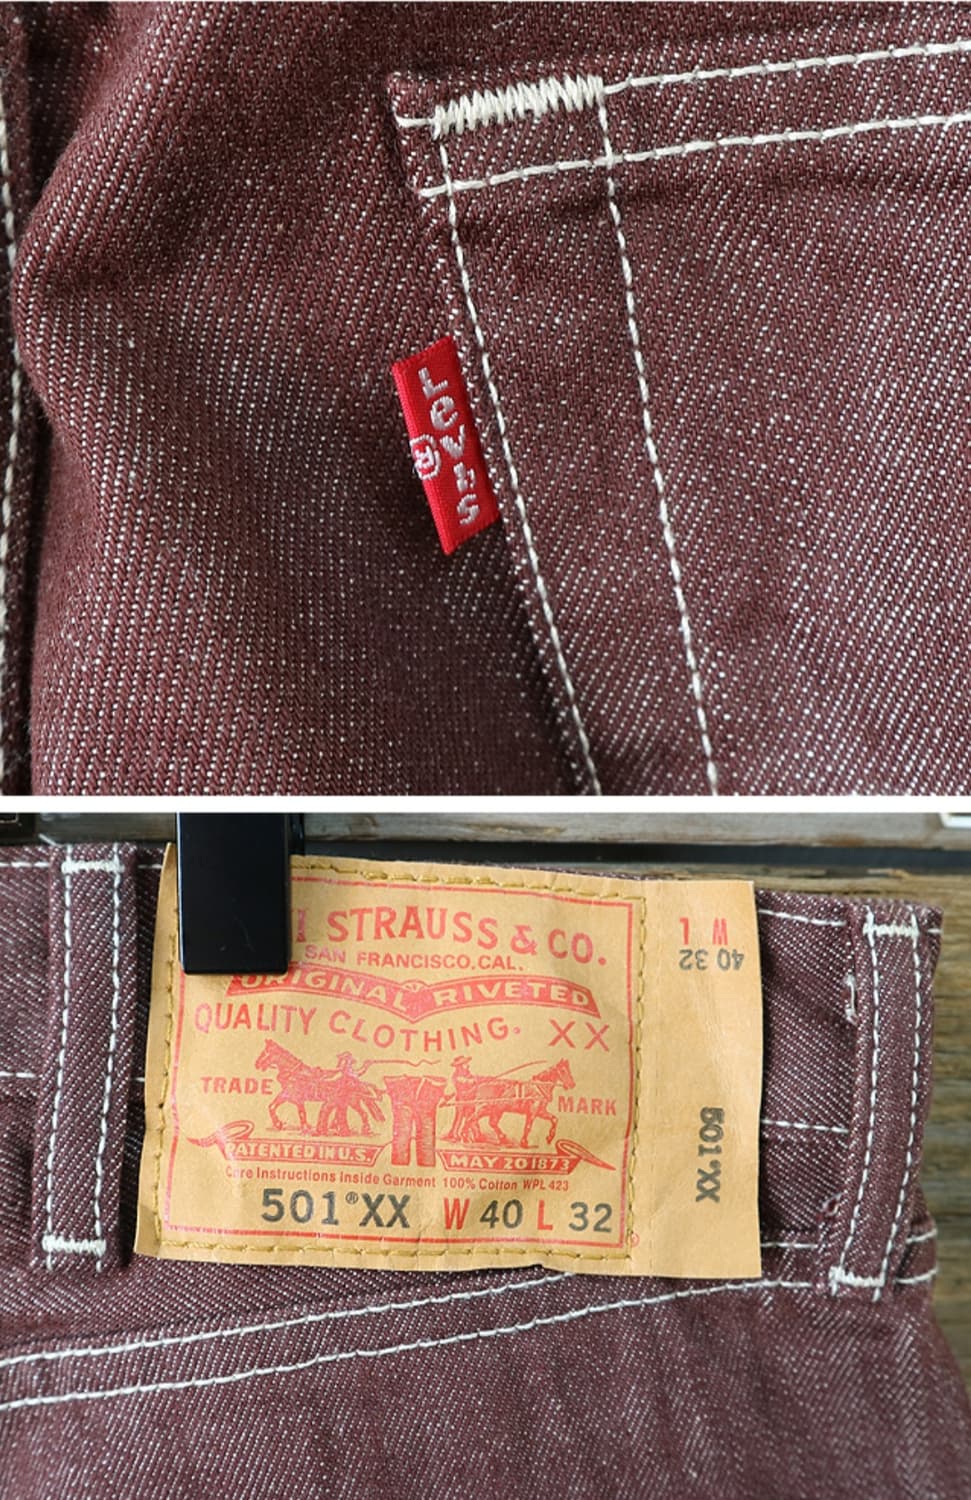 Levi's
®
I STRAUSS & CO.
SAN FRANCISCO, CAL.
ORIGINAL RIVETED
QUALITY CLOTHING. XX
TRADE MARK
PATENTED IN U.S. MAY 20 1873
Care Instructions Inside Garment 100% Cotton WPL 423
501®XX W 40 L 32
®
W L
40 32
501XX